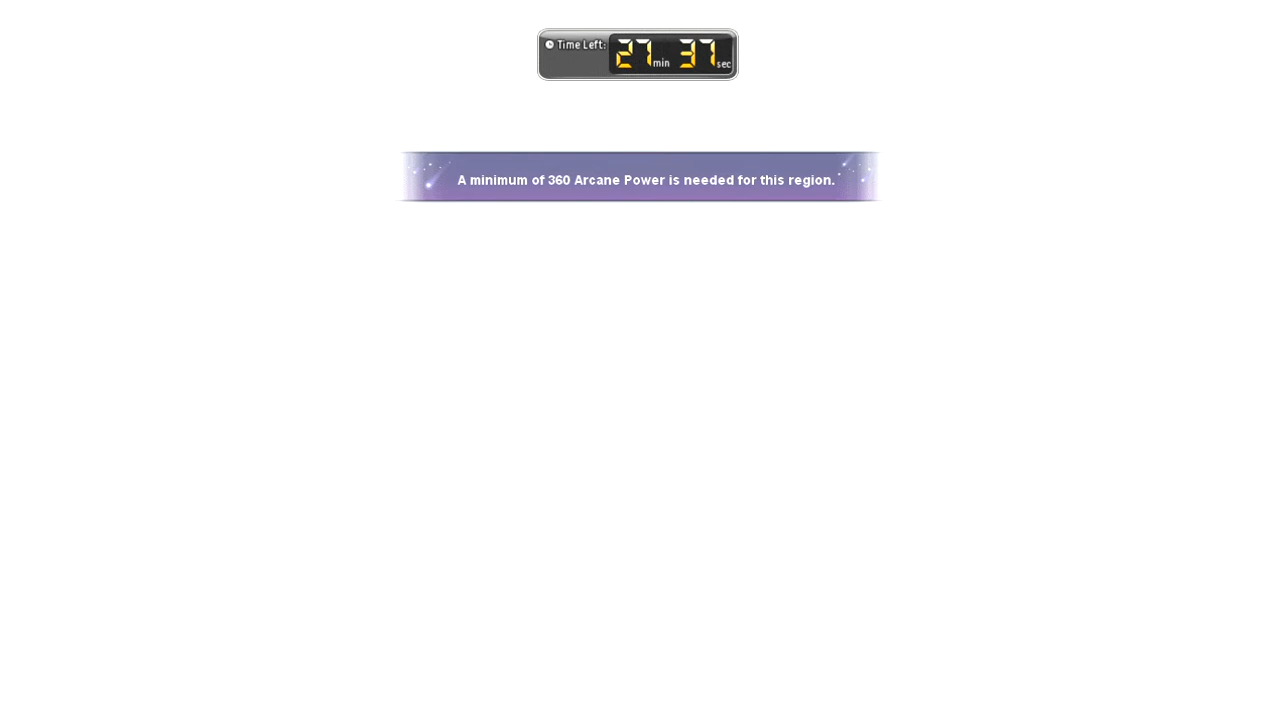 Time Left: 27 min 37 sec
A minimum of 360 Arcane Power is needed for this region.